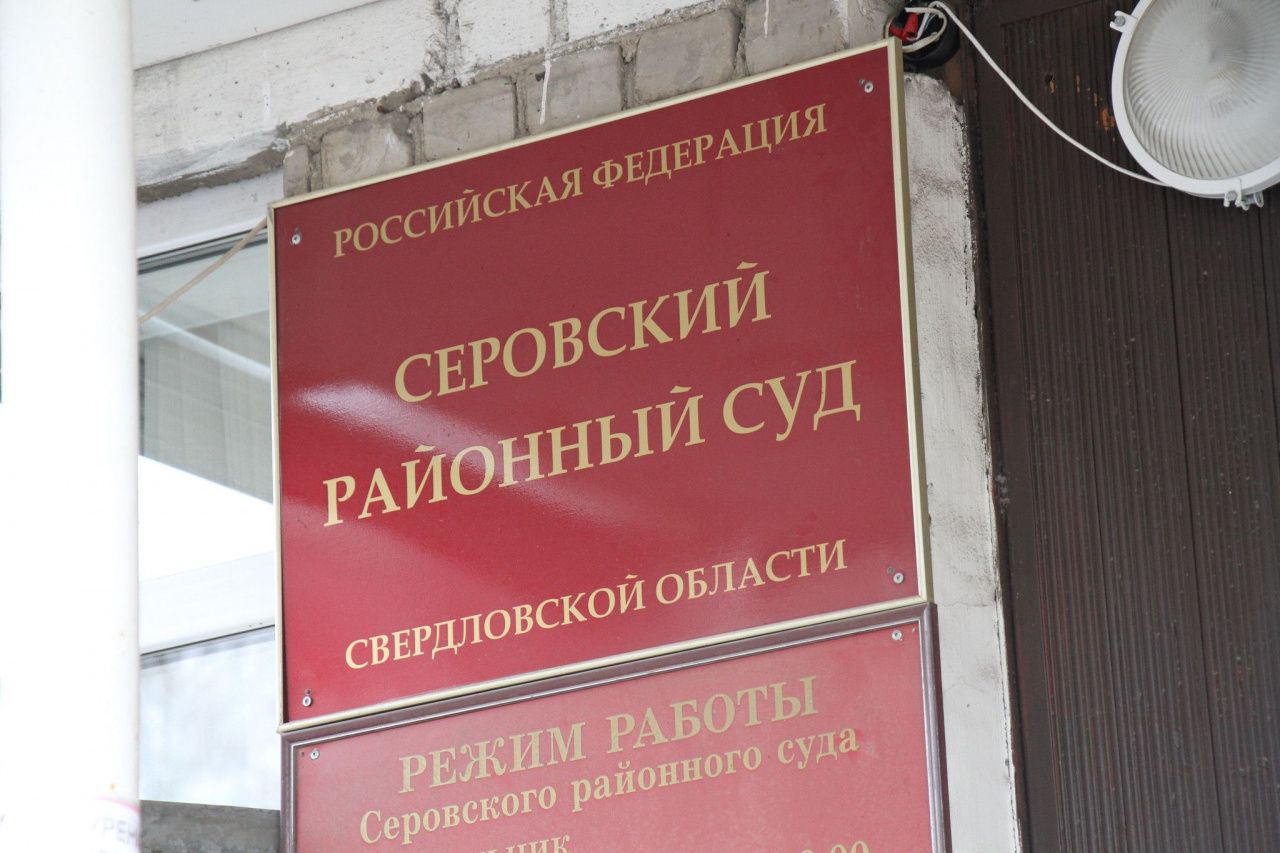 РОССИЙСКАЯ ФЕДЕРАЦИЯ
СЕРОВСКИЙ
РАЙОННЫЙ СУД
СВЕРДЛОВСКОЙ ОБЛАСТИ
РЕЖИМ РАБОТЫ
Серовского районного суда